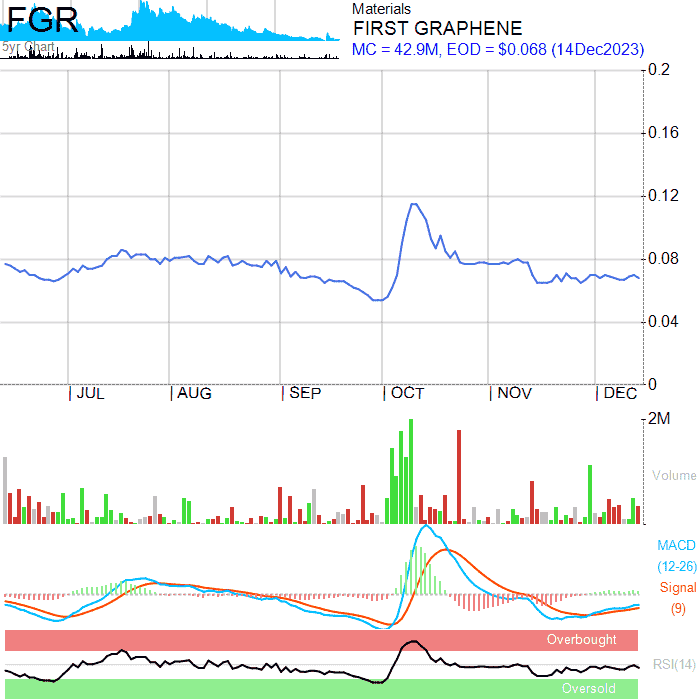 FGR
5yr Chart
Materials
FIRST GRAPHENE
MC = 42.9M, EOD = $0.068 (14Dec2023)
0.2
0.16
0.12
0.08
0.04
0
JUL AUG SEP OCT NOV DEC
2M
Volume
MACD
(12-26)
Signal
(9)
Overbought
RSI(14)
Oversold